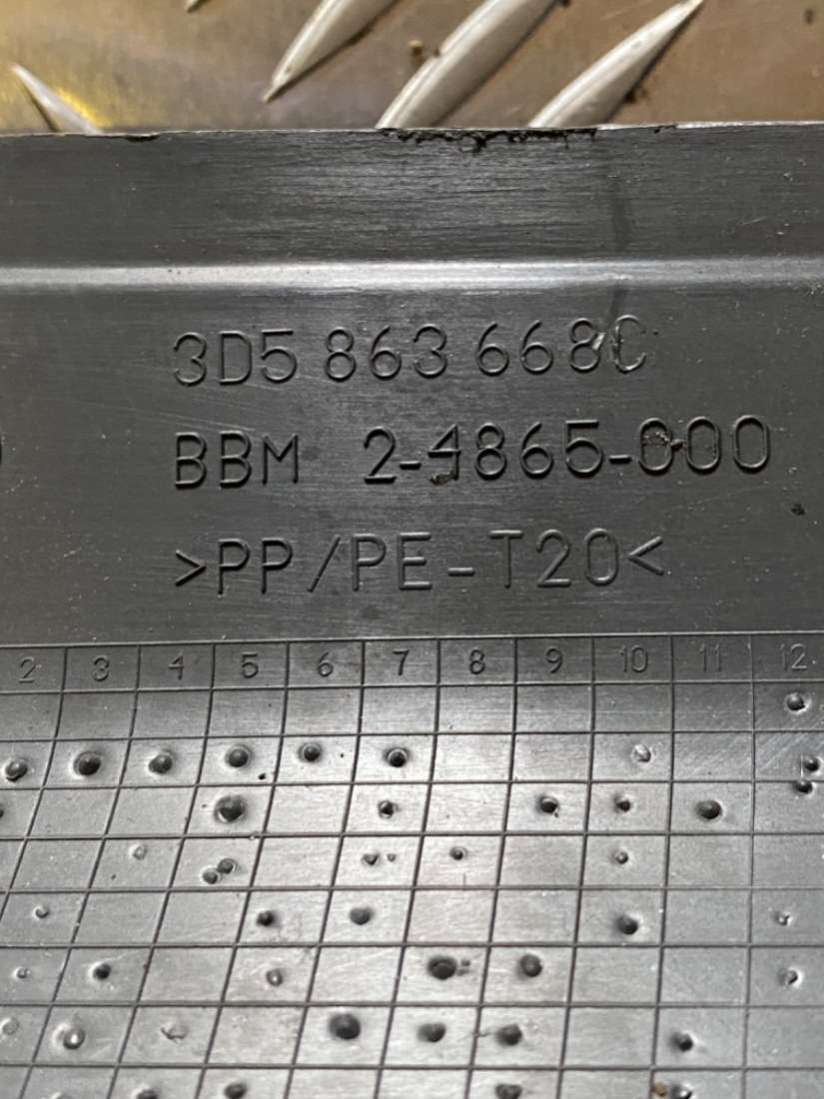 3D5 863 668C
BBM 2-4865-000
>PP/PE-T20<
2 3 4 5 6 7 8 9 10 11 12